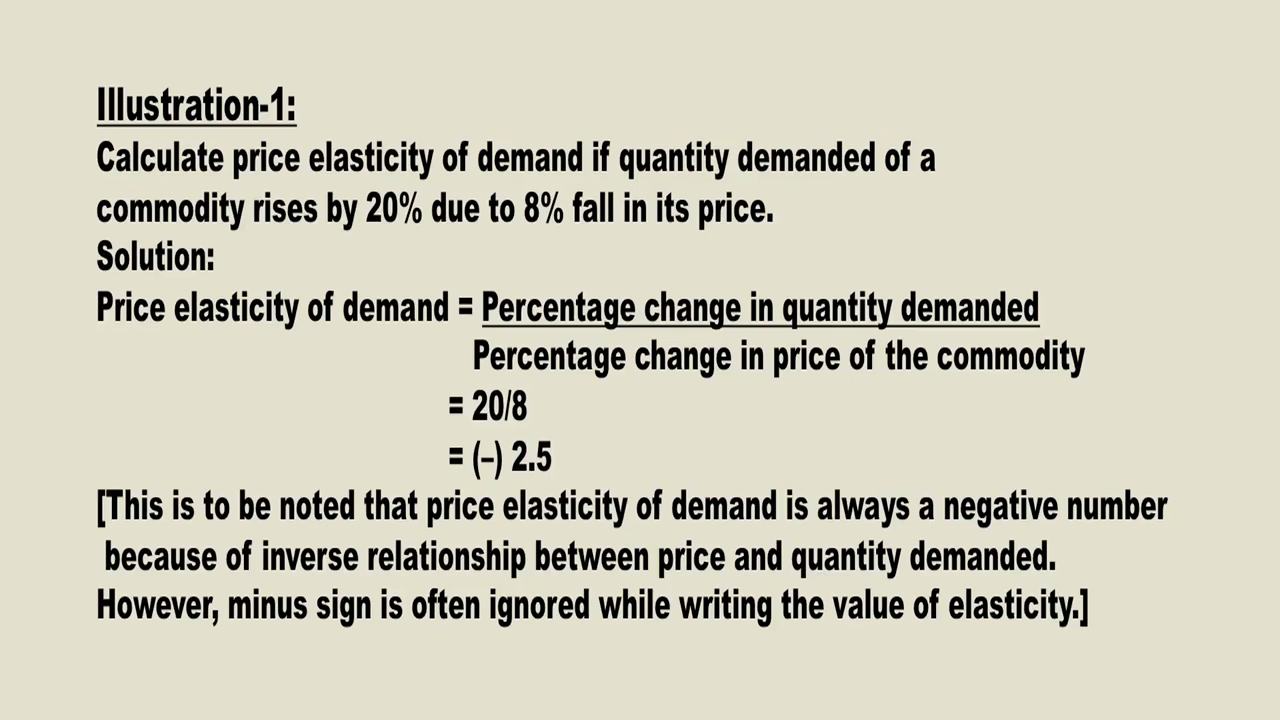 Illustration-1:
Calculate price elasticity of demand if quantity demanded of a
commodity rises by 20% due to 8% fall in its price.
Solution:
Price elasticity of demand = Percentage change in quantity demanded
Percentage change in price of the commodity
= 20/8
= (–) 2.5
[This is to be noted that price elasticity of demand is always a negative number
because of inverse relationship between price and quantity demanded.
However, minus sign is often ignored while writing the value of elasticity.]